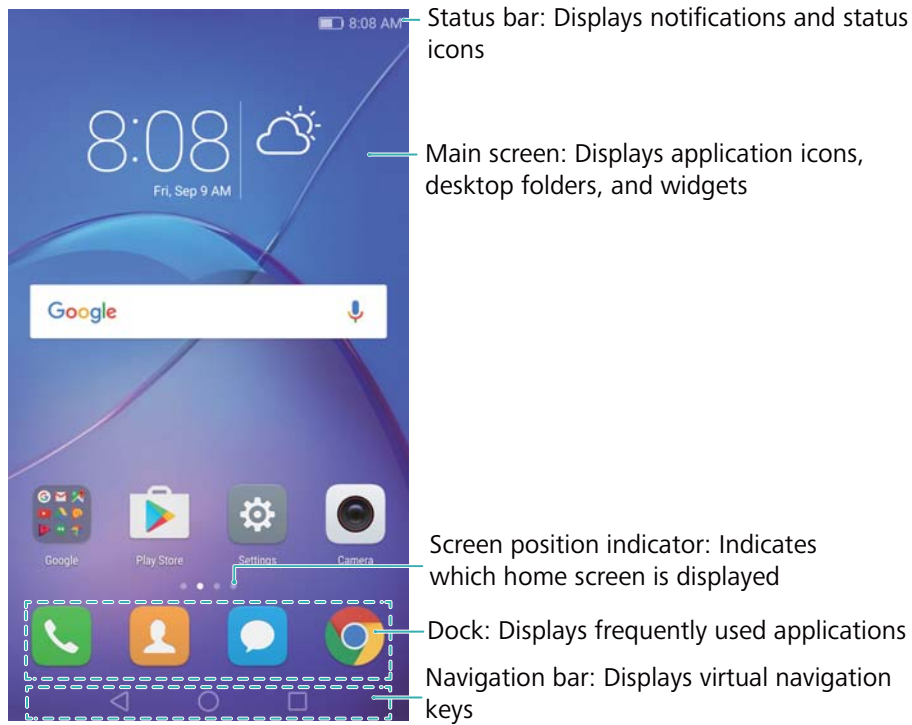 8:08 AM
Status bar: Displays notifications and status
icons
8:08
Fri, Sep 9 AM
Main screen: Displays application icons,
desktop folders, and widgets
Google
Google
Play Store
Settings
Camera
Screen position indicator: Indicates
which home screen is displayed
Dock: Displays frequently used applications
Navigation bar: Displays virtual navigation
keys